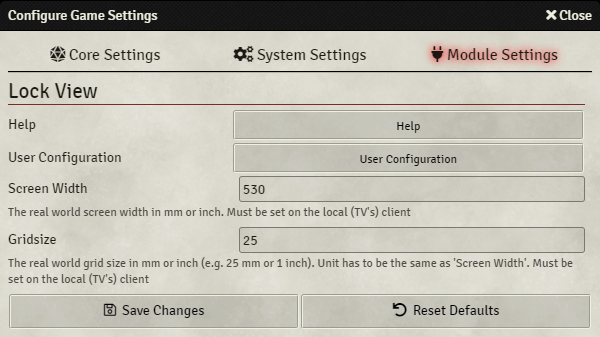 Configure Game Settings
Close
Core Settings
System Settings
Module Settings
Lock View
Help
Help
User Configuration
User Configuration
Screen Width
530
The real world screen width in mm or inch. Must be set on the local (TV's) client
Gridsize
25
The real world grid size in mm or inch (e.g. 25 mm or 1 inch). Unit has to be the same as 'Screen Width'. Must be
set on the local (TV's) client
Save Changes
Reset Defaults